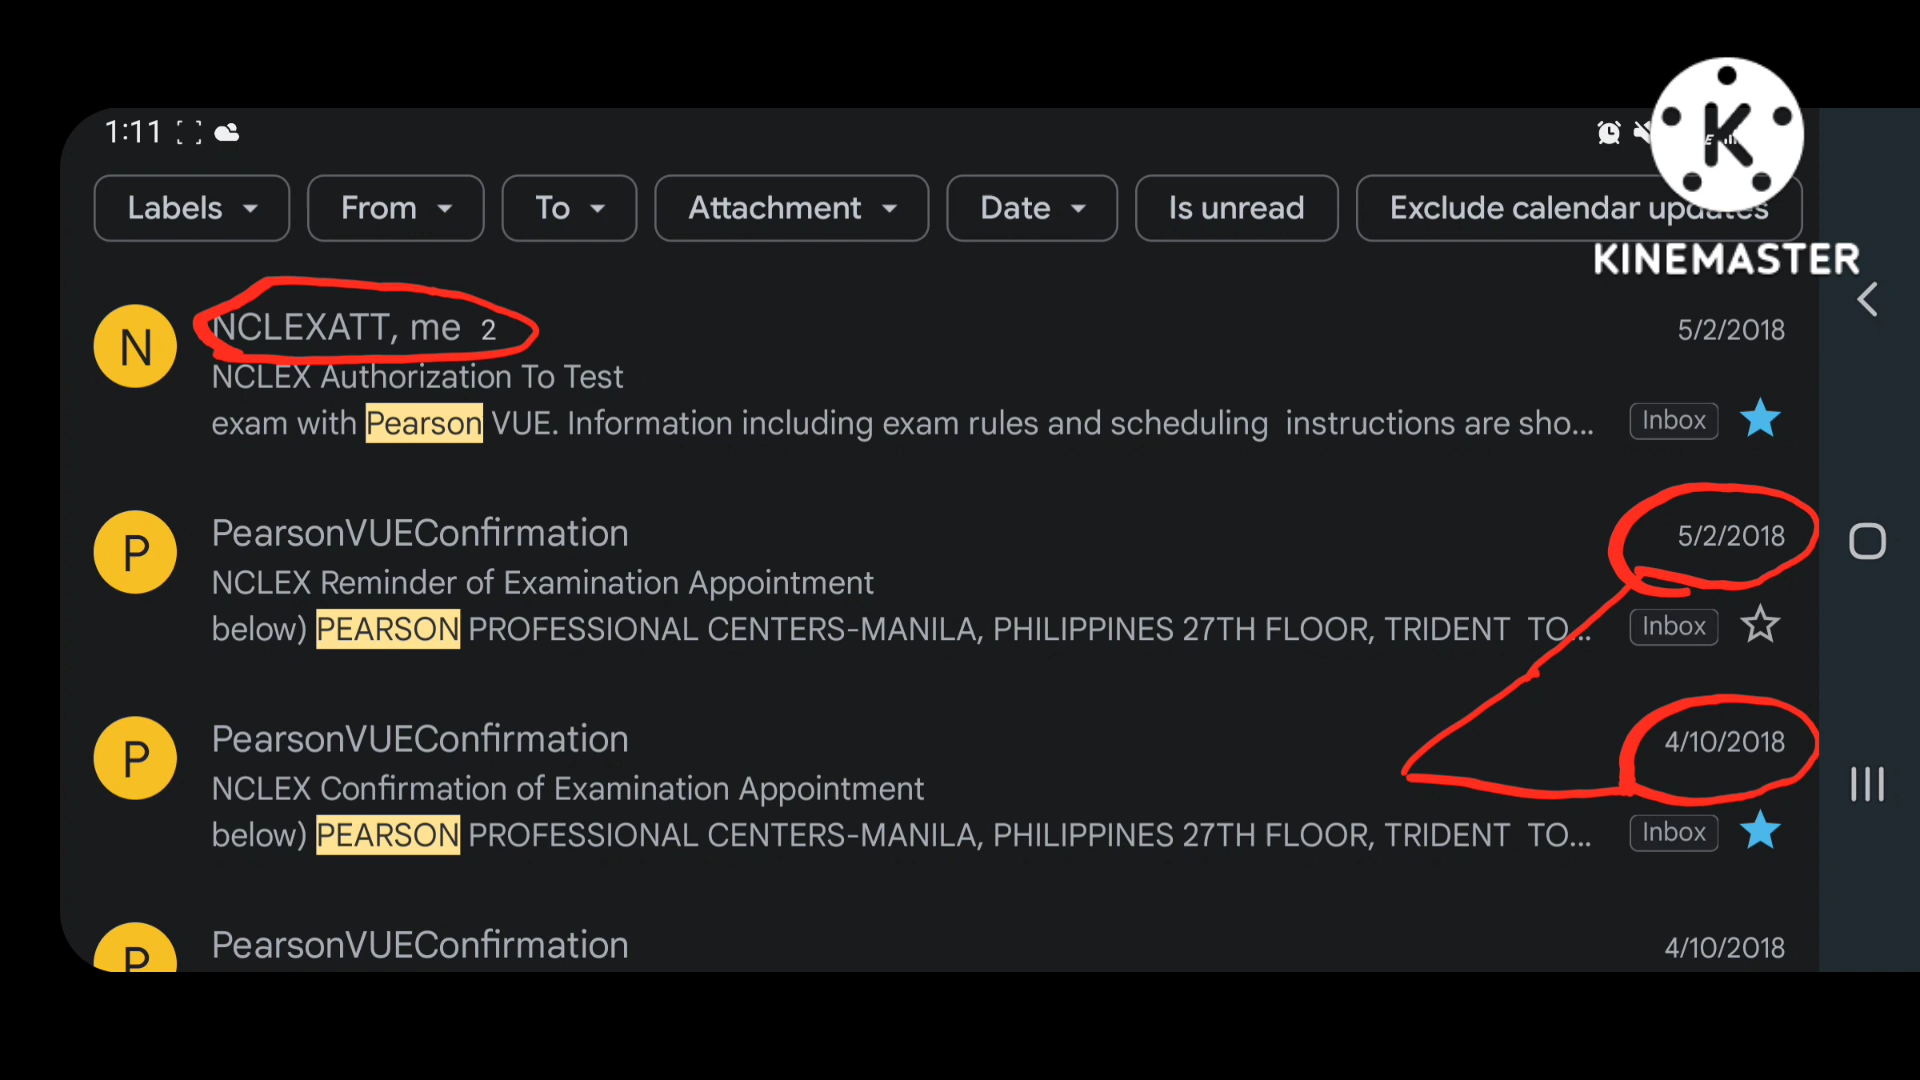 1:11
Labels From To Attachment Date Is unread Exclude calendar updates
KINEMASTER
N NCLEXATT, me 2 5/2/2018
NCLEX Authorization To Test
exam with Pearson VUE. Information including exam rules and scheduling instructions are sho... Inbox
P PearsonVUEConfirmation 5/2/2018
NCLEX Reminder of Examination Appointment
below) PEARSON PROFESSIONAL CENTERS-MANILA, PHILIPPINES 27TH FLOOR, TRIDENT TO... Inbox
P PearsonVUEConfirmation 4/10/2018
NCLEX Confirmation of Examination Appointment
below) PEARSON PROFESSIONAL CENTERS-MANILA, PHILIPPINES 27TH FLOOR, TRIDENT TO... Inbox
P PearsonVUEConfirmation 4/10/2018